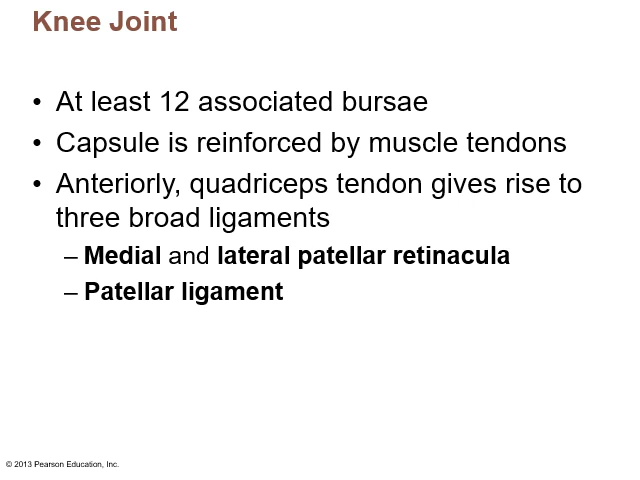 Knee Joint
• At least 12 associated bursae
• Capsule is reinforced by muscle tendons
• Anteriorly, quadriceps tendon gives rise to
three broad ligaments
– Medial and lateral patellar retinacula
– Patellar ligament
© 2013 Pearson Education, Inc.